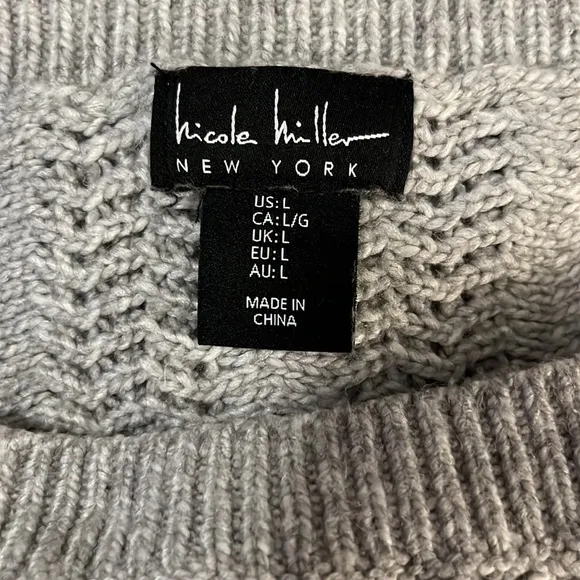 Nicole Miller
NEW YORK
US: L
CA: L/G
UK: L
EU: L
AU: L
MADE IN
CHINA